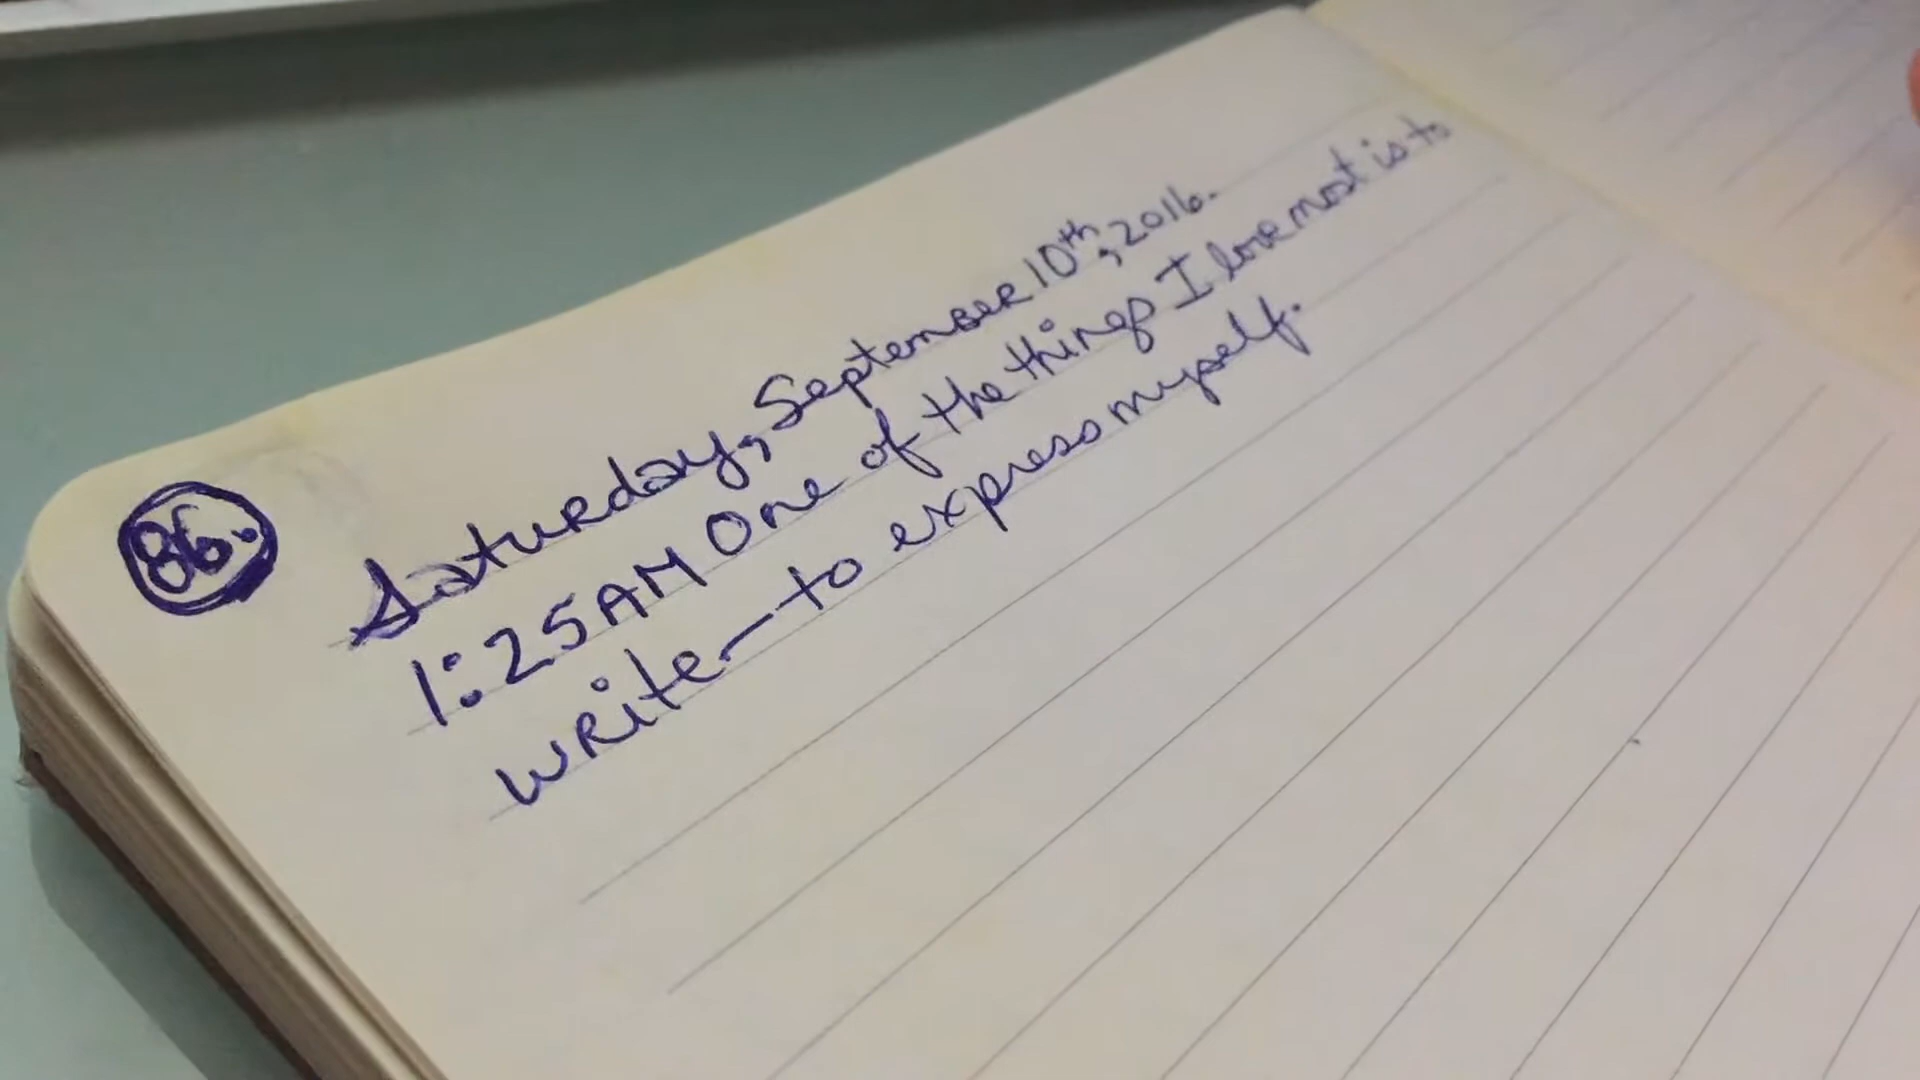 86.
Saturday, September 10th, 2016.
1:25AM One of the things I love most is to
write—to express myself.